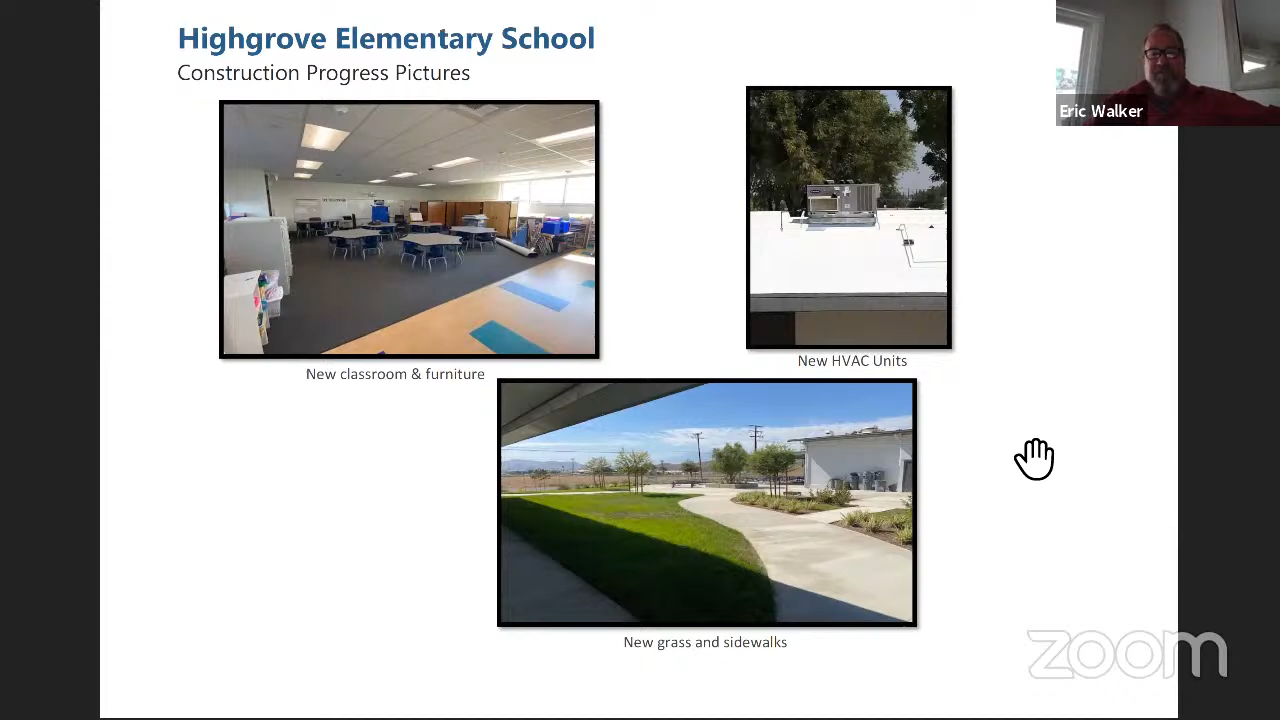 Highgrove Elementary School
Construction Progress Pictures
Eric Walker
New HVAC Units
New classroom & furniture
New grass and sidewalks
zoom